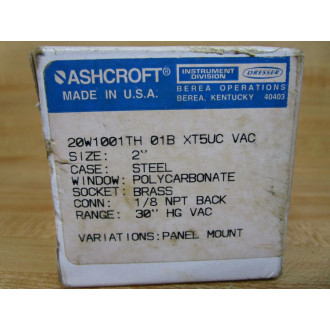 ASHCROFT
MADE IN U.S.A.
INSTRUMENT
DIVISION
DRESSER
BEREA OPERATIONS
BEREA, KENTUCKY 40403
20W1001TH 01B XT5UC VAC
SIZE: 2"
CASE: STEEL
WINDOW: POLYCARBONATE
SOCKET: BRASS
CONN: 1/8 NPT BACK
RANGE: 30" HG VAC
VARIATIONS: PANEL MOUNT